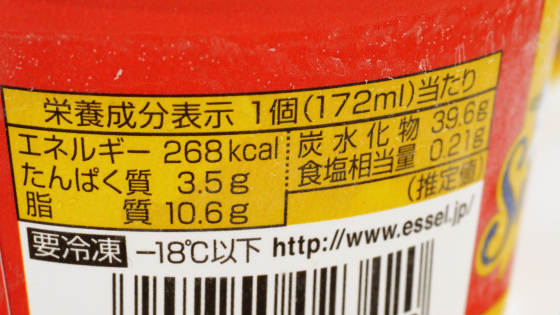 栄養成分表示 1個(172ml)当たり
エネルギー 268kcal
たんぱく質 3.5g
脂質 10.6g
炭水化物 39.6g
食塩相当量 0.21g
(推定値)
要冷凍 −18℃以下 http://www.essel.jp/